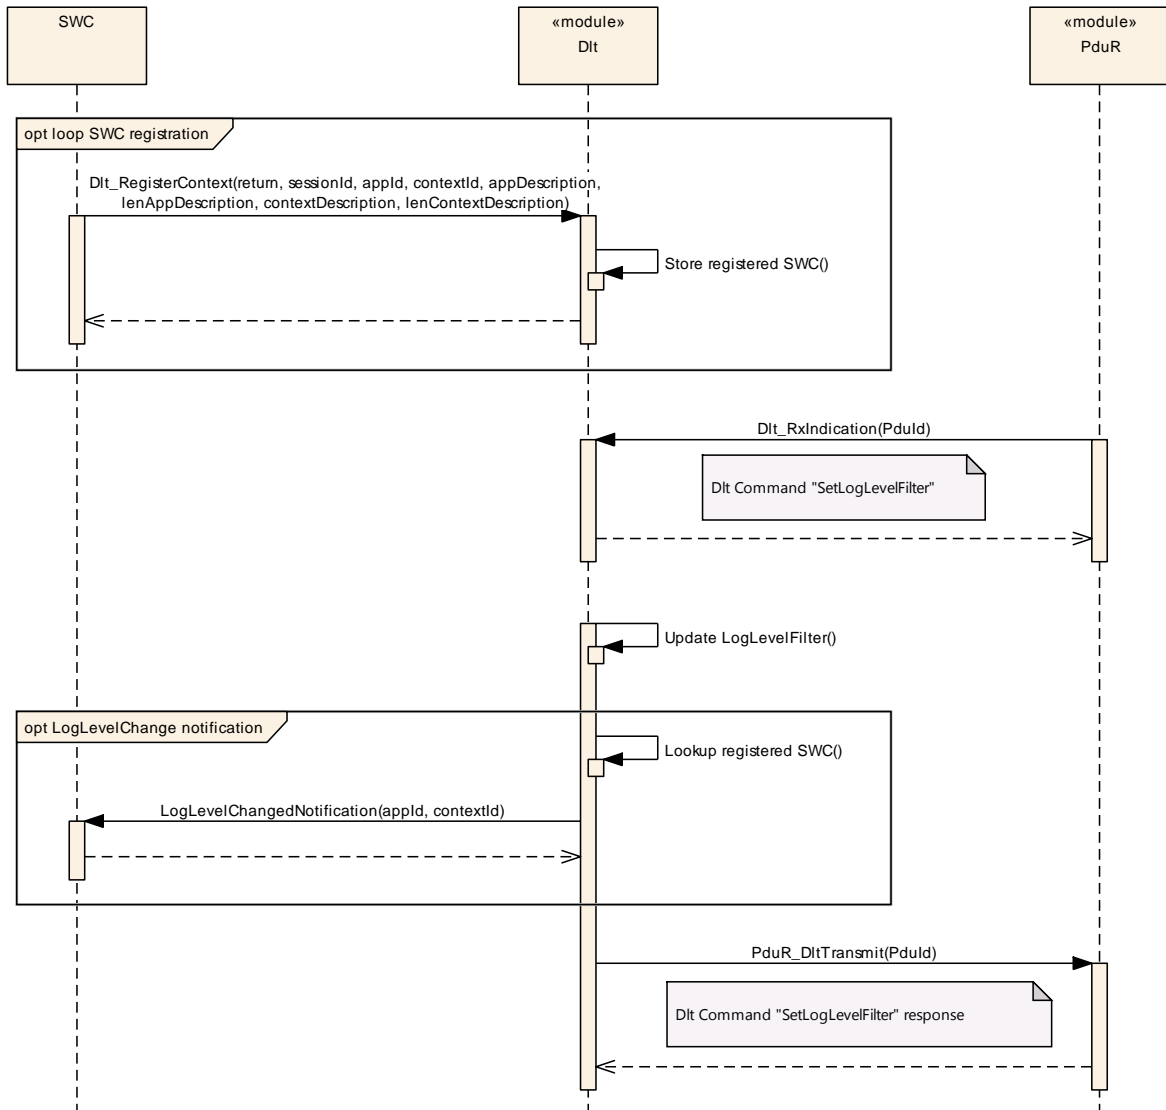 SWC
«module»
Dlt
«module»
PduR
opt loop SWC registration
Dlt_RegisterContext(return, sessionId, appId, contextId, appDescription,
lenAppDescription, contextDescription, lenContextDescription)
Store registered SWC()
Dlt_RxIndication(PduId)
Dlt Command "SetLogLevelFilter"
Update LogLevelFilter()
opt LogLevelChange notification
Lookup registered SWC()
LogLevelChangedNotification(appId, contextId)
PduR_DltTransmit(PduId)
Dlt Command "SetLogLevelFilter" response